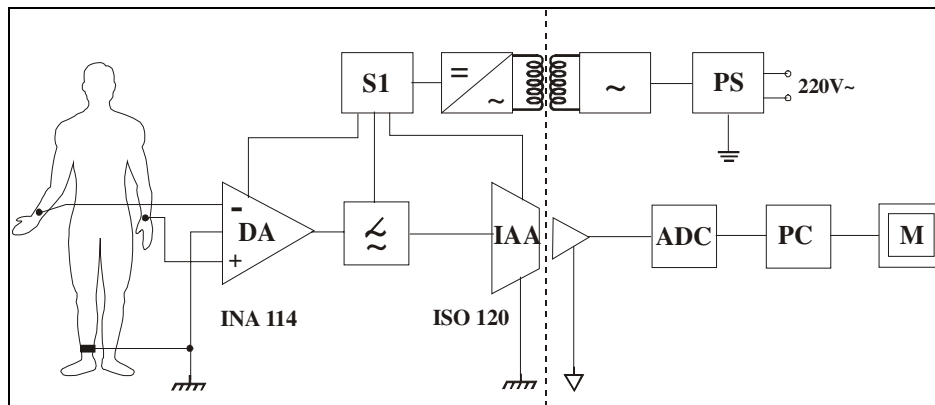 S1
=
~
~
PS
220V~
-
DA
+
≁
~
IAA
ADC
PC
M
INA 114
ISO 120